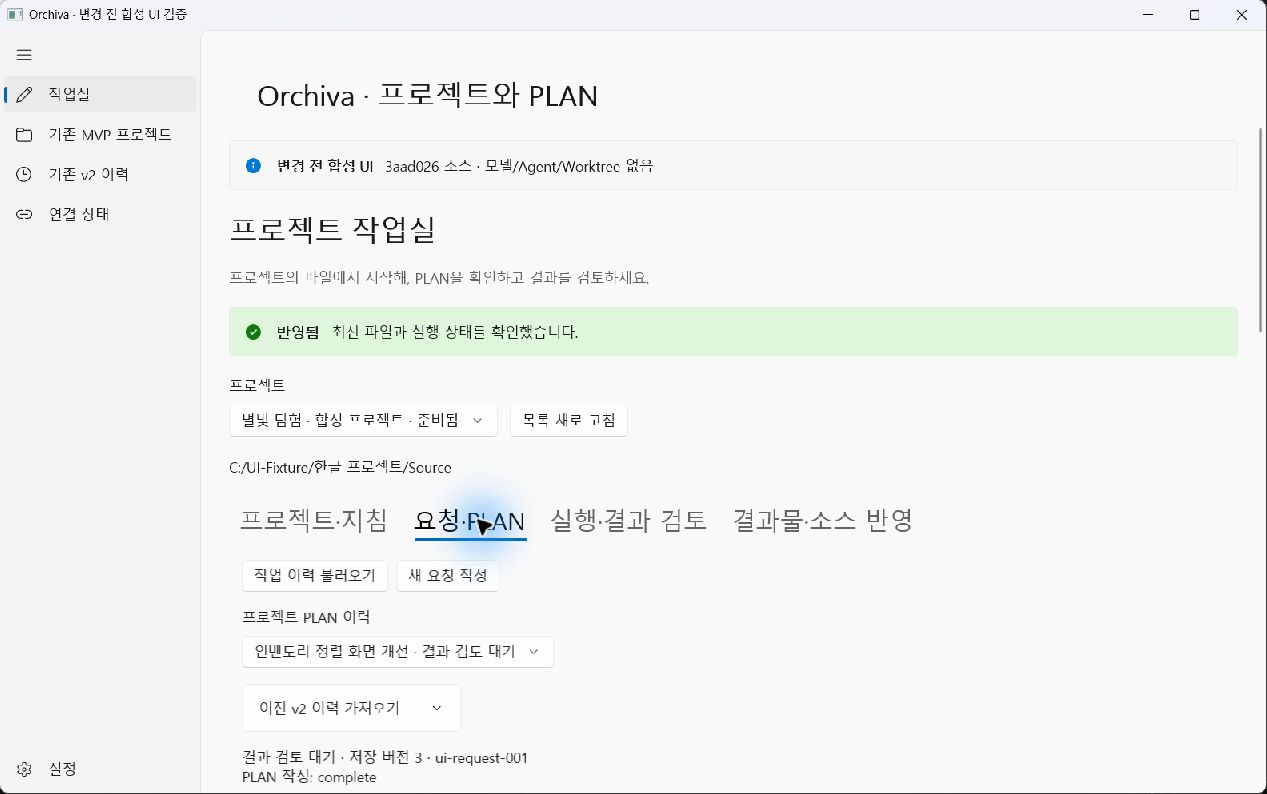 Orchiva · 변경 전 합성 UI 검증
작업실
기존 MVP 프로젝트
기존 v2 이력
연결 상태
설정
Orchiva · 프로젝트와 PLAN
변경 전 합성 UI 3aad026 소스 · 모델/Agent/Worktree 없음
프로젝트 작업실
프로젝트의 파일에서 시작해, PLAN을 확인하고 결과를 검토하세요.
반영됨 최신 파일과 실행 상태를 확인했습니다.
프로젝트
별빛 탐험 · 합성 프로젝트 · 준비됨
목록 새로 고침
C:/UI-Fixture/한글 프로젝트/Source
프로젝트·지침 요청·PLAN 실행·결과 검토 결과물·소스 반영
작업 이력 불러오기 새 요청 작성
프로젝트 PLAN 이력
인벤토리 정렬 화면 개선 · 결과 검토 대기
이전 v2 이력 가져오기
결과 검토 대기 · 저장 버전 3 · ui-request-001
PLAN 작성: complete